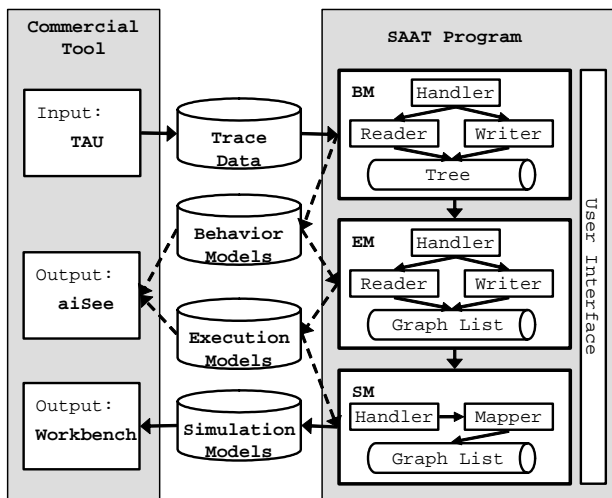 Commercial
Tool
SAAT Program
Input:
TAU
Trace
Data
BM
Handler
Reader
Writer
Tree
Behavior
Models
EM
Handler
Reader
Writer
Graph List
Output:
aiSee
Execution
Models
SM
Handler
Mapper
Graph List
Output:
Workbench
Simulation
Models
User Interface